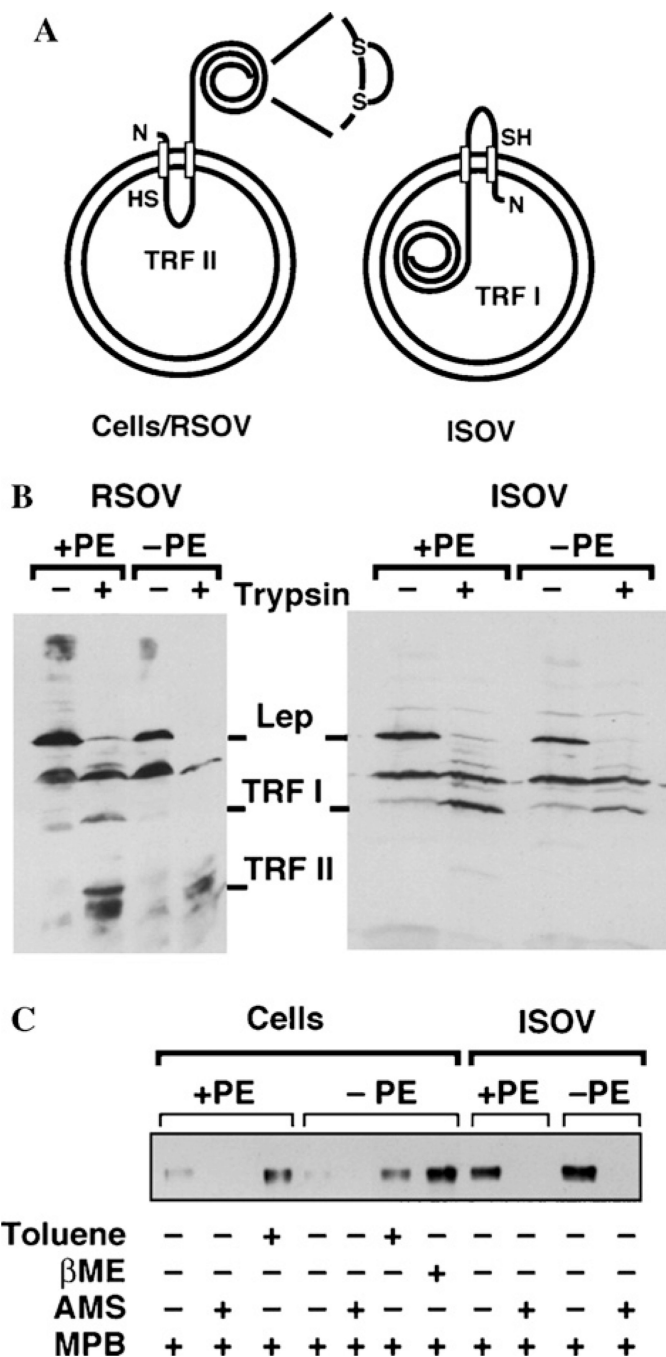 A
S
S
N
HS
TRF II
Cells/RSOV
SH
N
TRF I
ISOV
B RSOV ISOV
+PE −PE +PE −PE
− + − + Trypsin − + − +
Lep
TRF I
TRF II
C Cells ISOV
+PE − PE +PE −PE
Toluene − − + − − + − − − − −
βME − − − − − − + − − − −
AMS − + − − + − − − + − +
MPB + + + + + + + + + + +